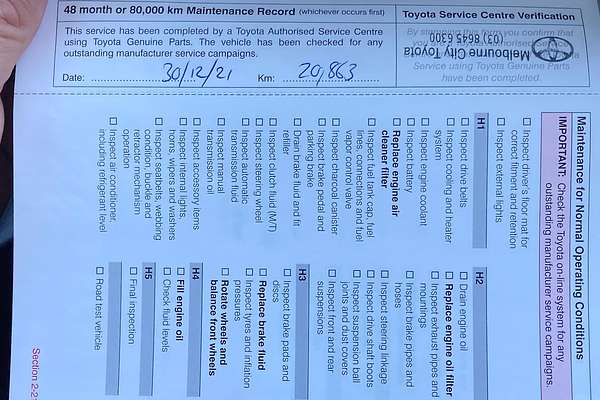 48 month or 80,000 km Maintenance Record (whichever occurs first)
This service has been completed by a Toyota Authorised Service Centre
using Toyota Genuine Parts. The vehicle has been checked for any
outstanding manufacturer service campaigns.
Date: 30/12/21 Km: 20,863
Toyota Service Centre Verification
By stamping this form you confirm that
Service using Toyota Genuine Parts
have been completed.
Melbourne City Toyota
(03) 8645 6300
TOYOTA
Maintenance for Normal Operating Conditions
IMPORTANT: Check the Toyota on-line system for any
outstanding manufacturer service campaigns.
Inspect driver's floor mat for
correct fitment and retention
Inspect external lights
H1
Inspect drive belts
Inspect cooling and heater
system
Inspect engine coolant
Inspect battery
Replace engine air
cleaner filter
Inspect fuel tank cap, fuel
lines, connections and fuel
vapor control valve
Inspect charcoal canister
Inspect brake pedal and
parking brake
Drain brake fluid and fit
refiller
Inspect clutch fluid (M/T)
Inspect steering wheel
Inspect automatic
transmission fluid
Inspect manual
transmission oil
Inspect accessory items
Inspect internal lights,
horns, wipers and washers
Inspect seatbelts, webbing
condition, buckle and
retractor mechanism
operation
Inspect air conditioner,
including refrigerant level
H2
Drain engine oil
Replace engine oil filter
Inspect exhaust pipes and
mountings
Inspect brake pipes and
hoses
Inspect steering linkage
Inspect drive shaft boots
Inspect suspension ball
joints and dust covers
Inspect front and rear
suspensions
H3
Inspect brake pads and
discs
Replace brake fluid
Inspect tyres and inflation
pressures
Rotate wheels and
balance front wheels
H4
Fill engine oil
Check fluid levels
H5
Final inspection
Road test vehicle